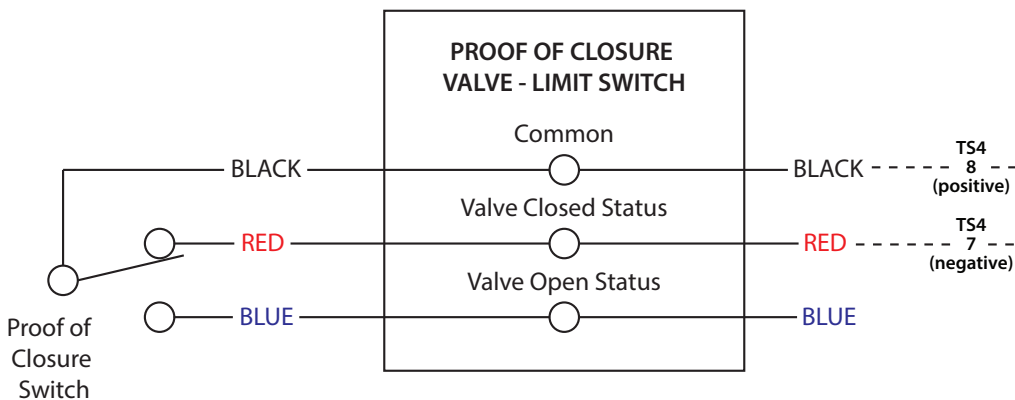 PROOF OF CLOSURE
VALVE - LIMIT SWITCH
Common
BLACK
BLACK
TS4
8
(positive)
Valve Closed Status
RED
RED
TS4
7
(negative)
Valve Open Status
BLUE
BLUE
Proof of
Closure
Switch